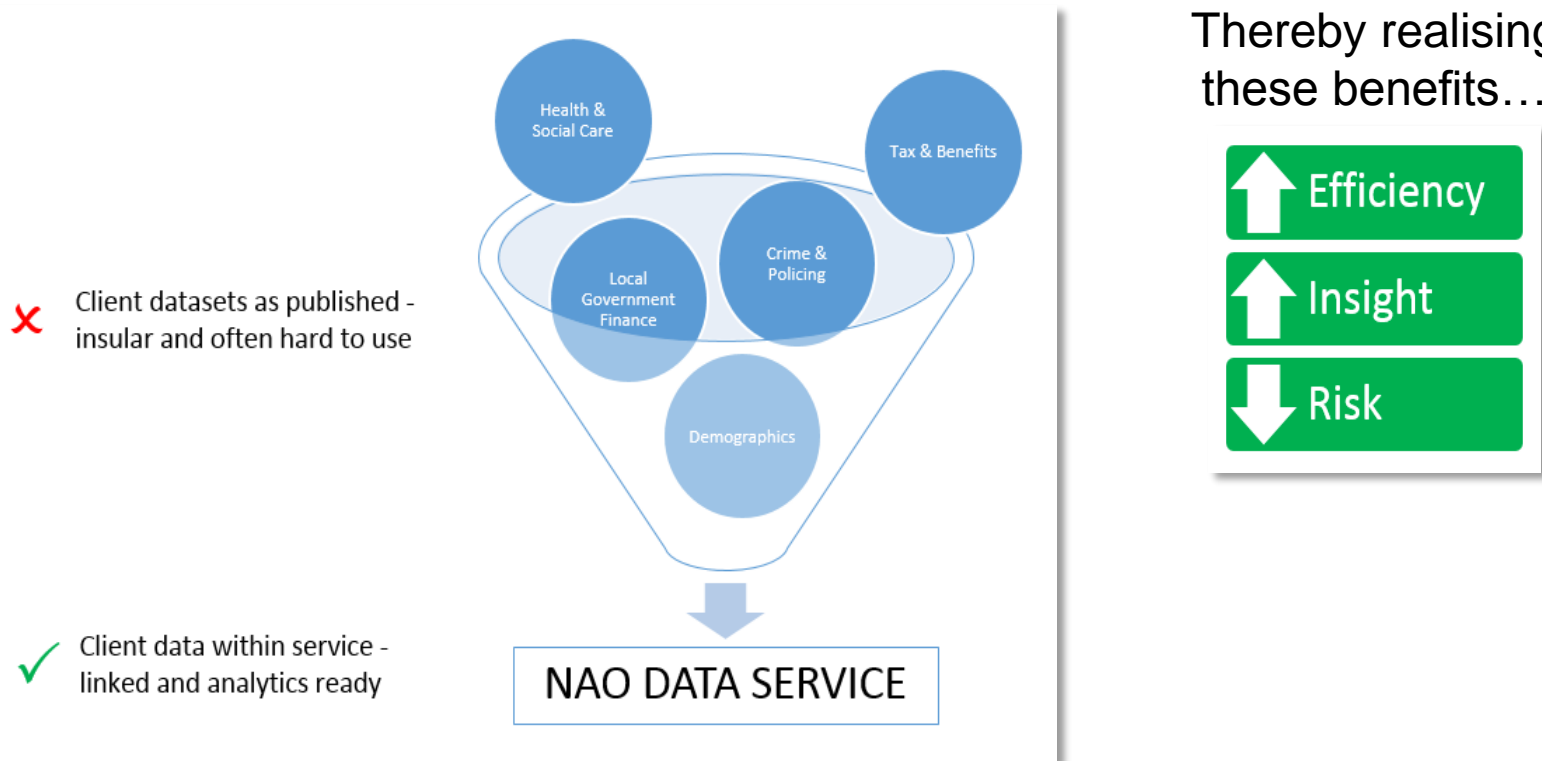 Health &
Social Care
Tax & Benefits
Crime &
Policing
Local
Government
Finance
Demographics
Client datasets as published -
insular and often hard to use
Client data within service -
linked and analytics ready
NAO DATA SERVICE
Thereby realising
these benefits…
Efficiency
Insight
Risk